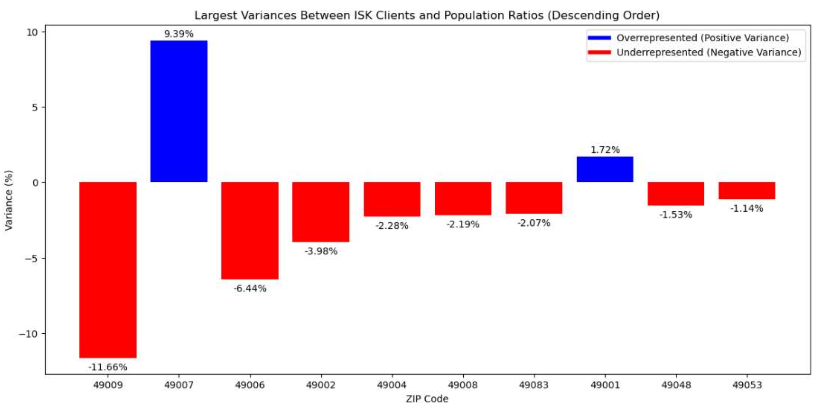 Largest Variances Between ISK Clients and Population Ratios (Descending Order)
Overrepresented (Positive Variance)
Underrepresented (Negative Variance)
Variance (%)
10
5
0
−5
−10
9.39%
1.72%
-11.66%
-6.44%
-3.98%
-2.28%
-2.19%
-2.07%
-1.53%
-1.14%
49009 49007 49006 49002 49004 49008 49083 49001 49048 49053
ZIP Code